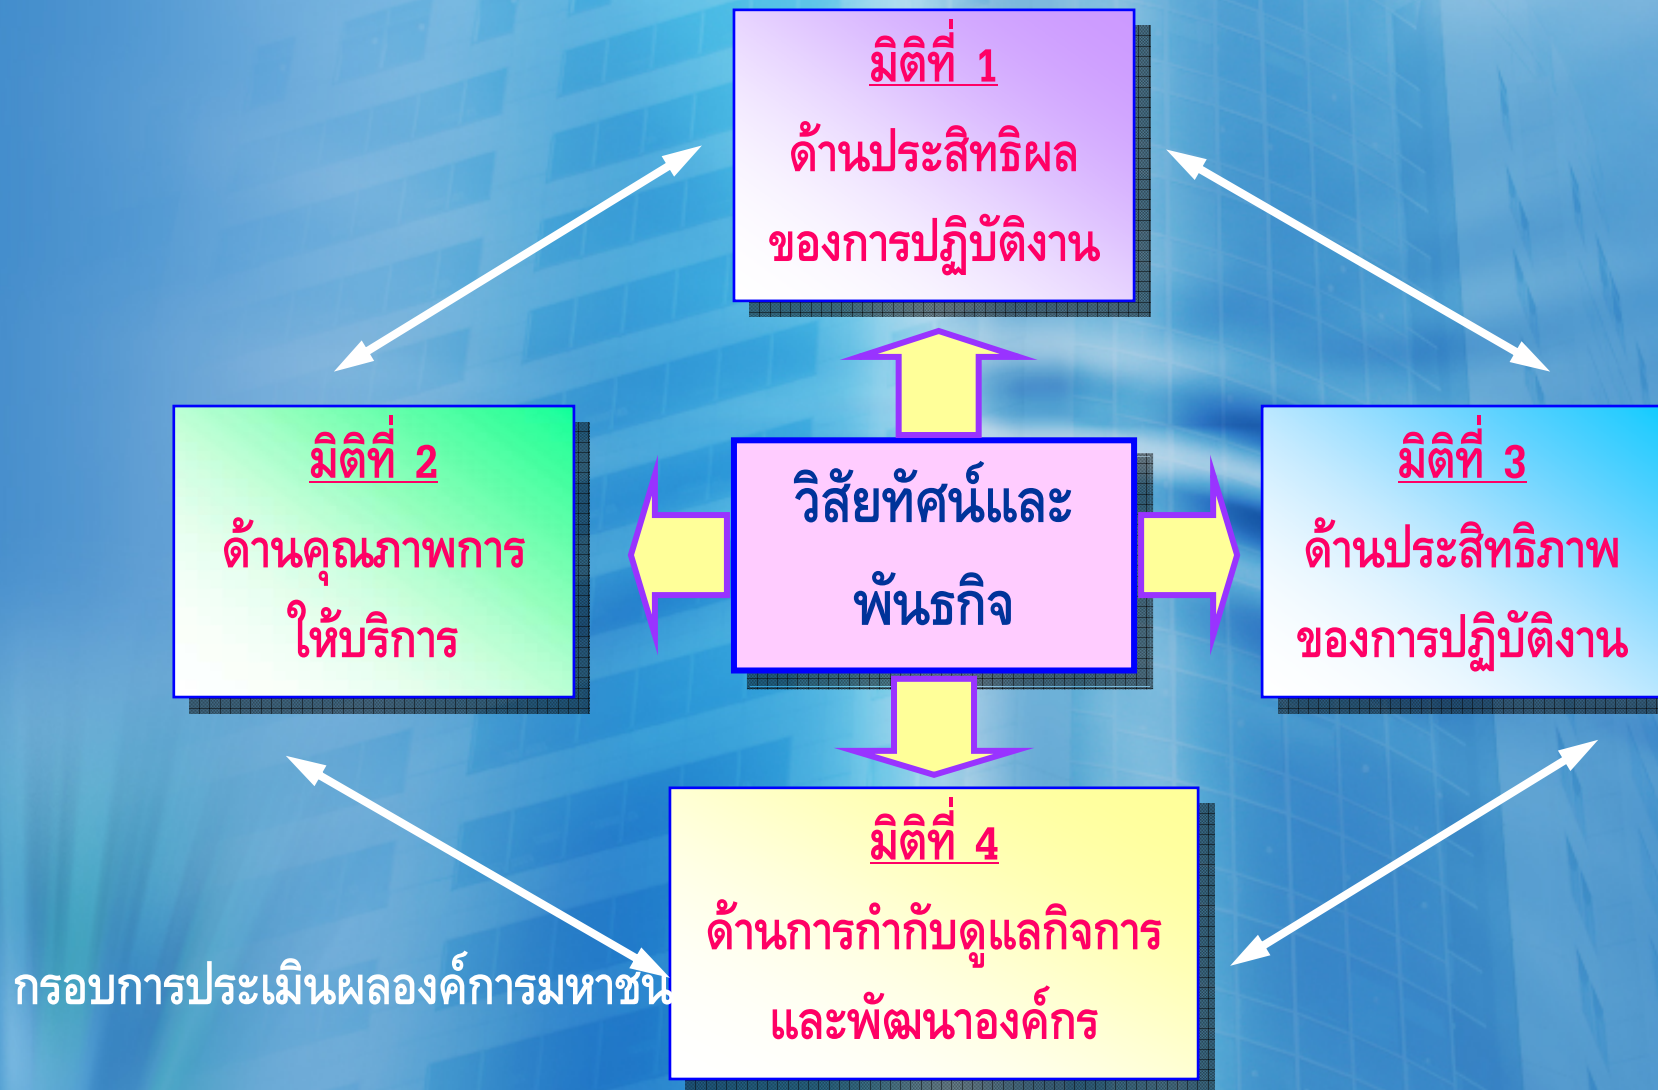 มิติที่ 1
ด้านประสิทธิผล
ของการปฏิบัติงาน
มิติที่ 2
ด้านคุณภาพการ
ให้บริการ
วิสัยทัศน์และ
พันธกิจ
มิติที่ 3
ด้านประสิทธิภาพ
ของการปฏิบัติงาน
มิติที่ 4
ด้านการกำกับดูแลกิจการ
และพัฒนาองค์กร
กรอบการประเมินผลองค์การมหาชน